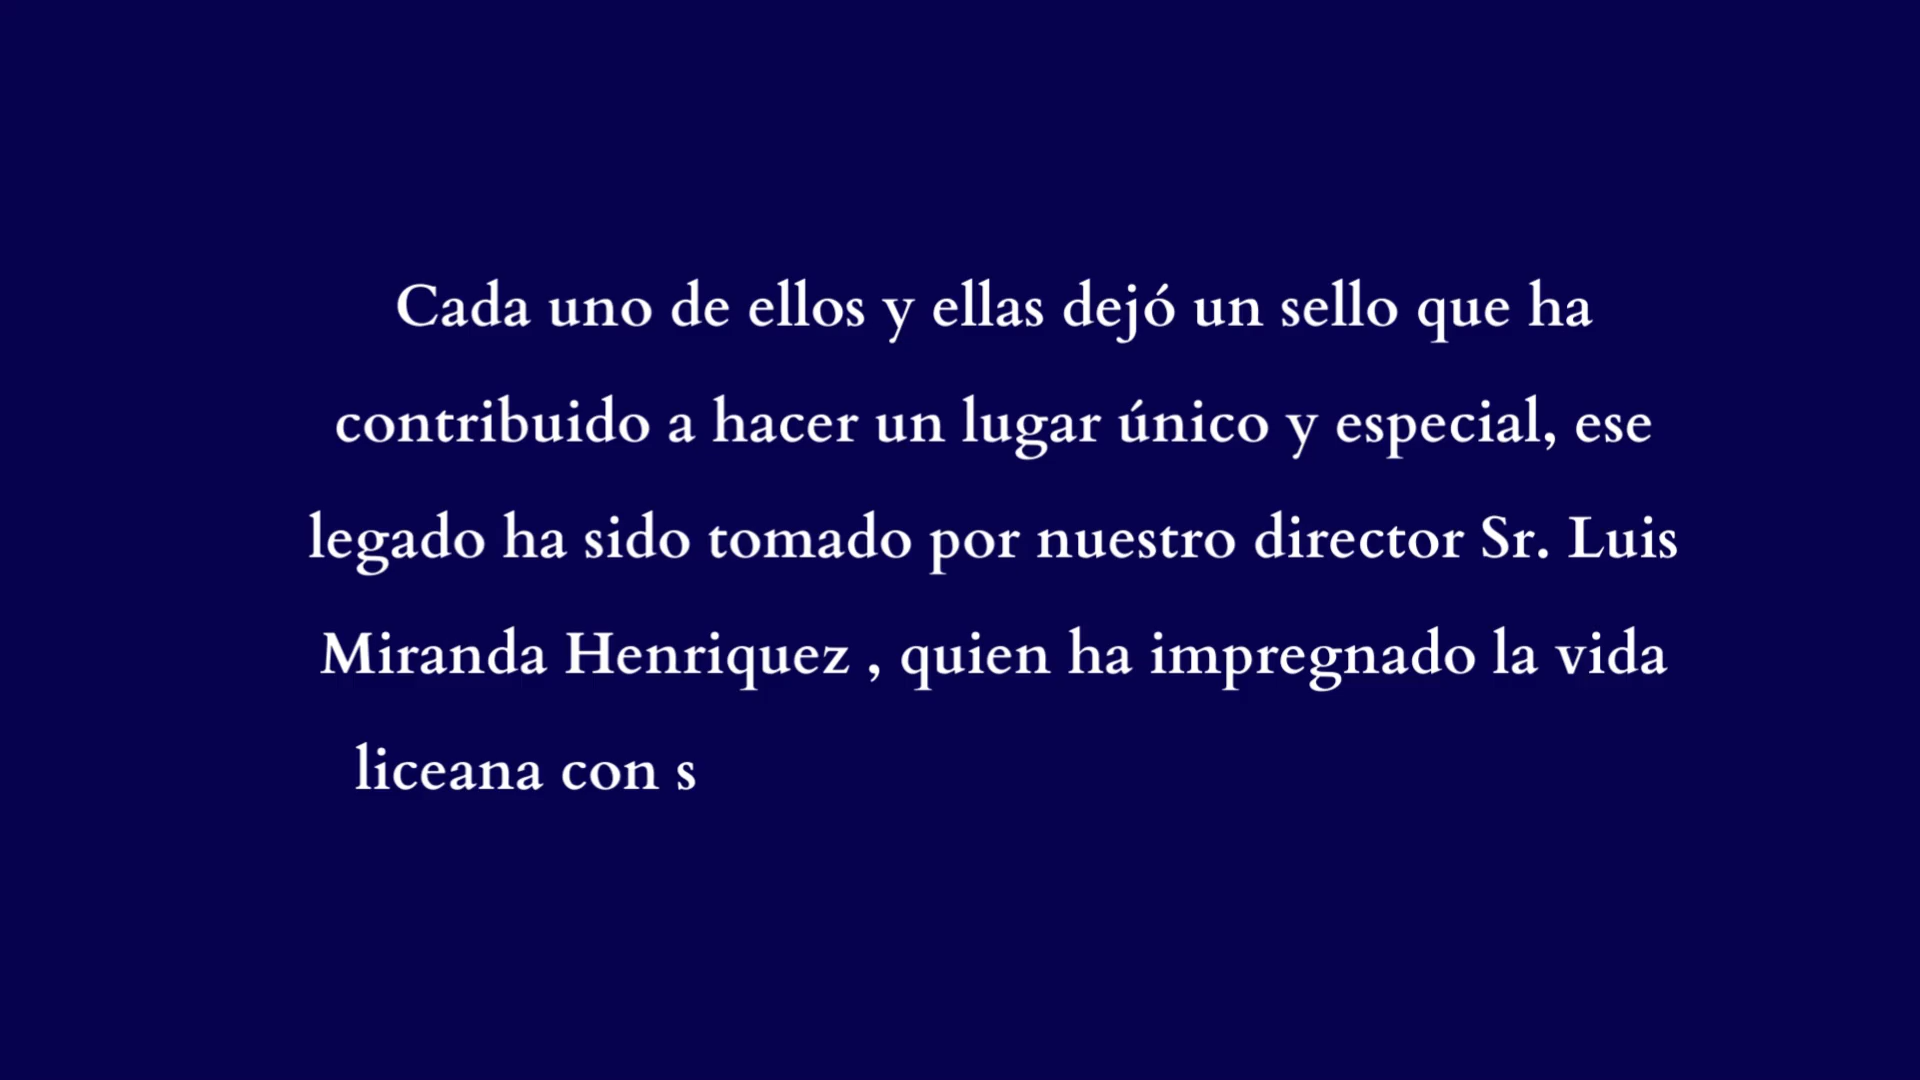 Cada uno de ellos y ellas dejó un sello que ha
contribuido a hacer un lugar único y especial, ese
legado ha sido tomado por nuestro director Sr. Luis
Miranda Henriquez , quien ha impregnado la vida
liceana con s